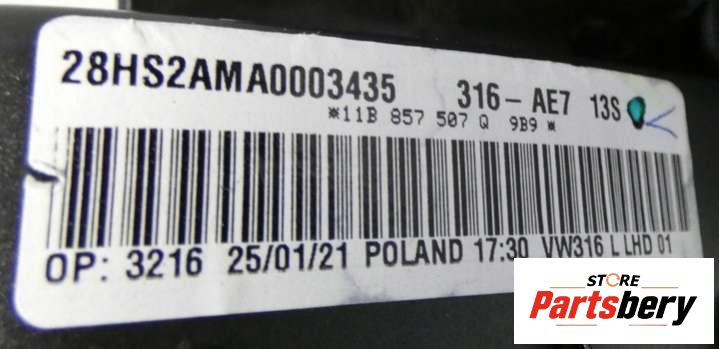 28HS2AMA0003435 316-AE7 13S
*11B 857 507 Q 9B9 *
OP: 3216 25/01/21 POLAND 17:30 VW316 L LHD 01
STORE
Partsbery